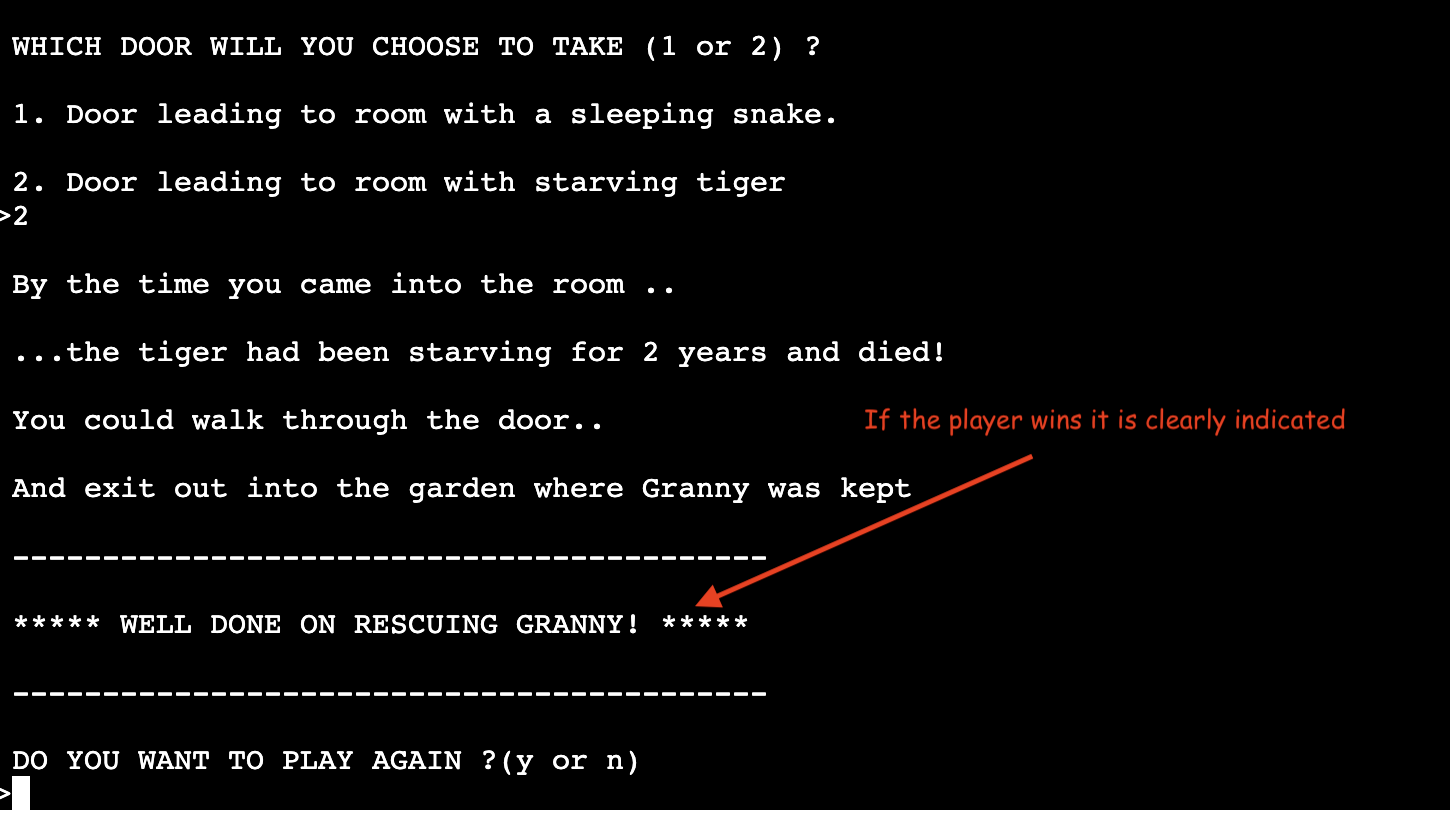 WHICH DOOR WILL YOU CHOOSE TO TAKE (1 or 2) ?
1. Door leading to room with a sleeping snake.
2. Door leading to room with starving tiger
>2
By the time you came into the room ..
...the tiger had been starving for 2 years and died!
You could walk through the door..
If the player wins it is clearly indicated
And exit out into the garden where Granny was kept
------------------------------------------
***** WELL DONE ON RESCUING GRANNY! *****
------------------------------------------
DO YOU WANT TO PLAY AGAIN ?(y or n)
>